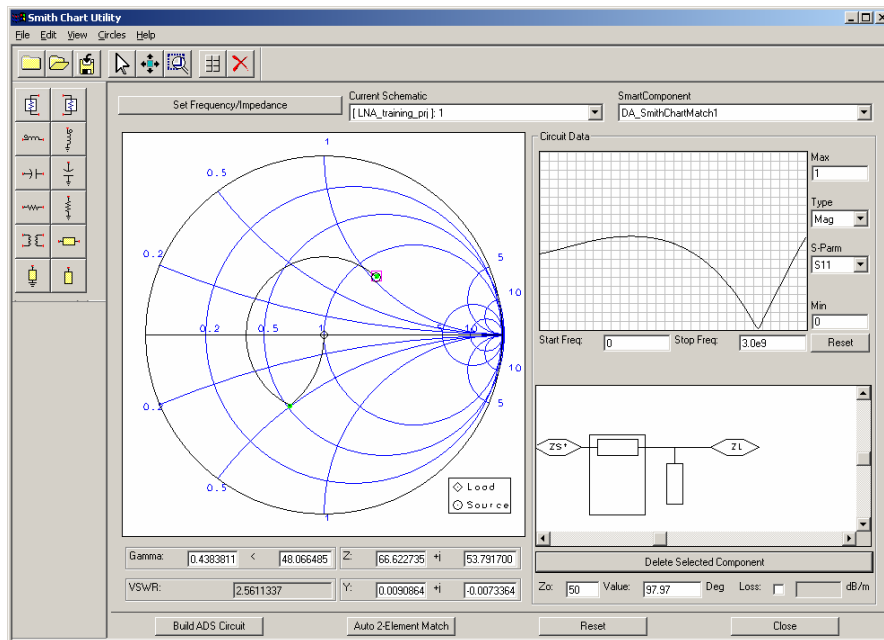 Smith Chart Utility
File Edit View Circles Help
Set Frequency/Impedance
Current Schematic
[ LNA_training_prj ]: 1
SmartComponent
DA_SmithChartMatch1
1
0.5
0.5
0.2
5
10
0.2 0.5 1 5 10
10
5
0.2
0.5
1
Load
Source
Circuit Data
Max
1
Type
Mag
S-Parm
S11
Min
0
Start Freq: 0 Stop Freq: 3.0e9 Reset
ZS* ZL
Delete Selected Component
Gamma: 0.4383811 < 48.066485 Z: 66.622735 +j 53.791700
VSWR: 2.5611337 Y: 0.0090864 +j -0.0073364
Zo: 50 Value: 97.97 Deg Loss: dB/m
Build ADS Circuit Auto 2-Element Match Reset Close